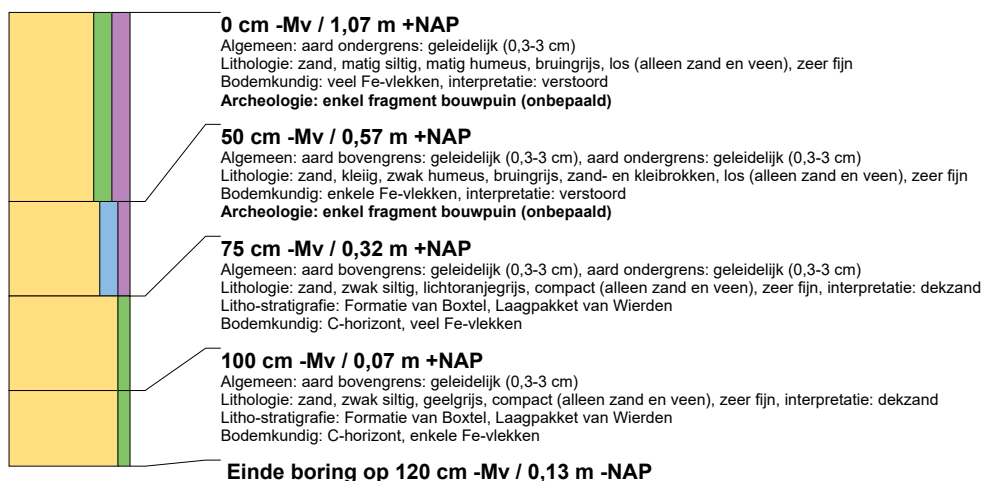 0 cm -Mv / 1,07 m +NAP
Algemeen: aard ondergrens: geleidelijk (0,3-3 cm)
Lithologie: zand, matig siltig, matig humeus, bruingrijs, los (alleen zand en veen), zeer fijn
Bodemkundig: veel Fe-vlekken, interpretatie: verstoord
Archeologie: enkel fragment bouwpuin (onbepaald)
50 cm -Mv / 0,57 m +NAP
Algemeen: aard bovengrens: geleidelijk (0,3-3 cm), aard ondergrens: geleidelijk (0,3-3 cm)
Lithologie: zand, kleiig, zwak humeus, bruingrijs, zand- en kleibrokken, los (alleen zand en veen), zeer fijn
Bodemkundig: enkele Fe-vlekken, interpretatie: verstoord
Archeologie: enkel fragment bouwpuin (onbepaald)
75 cm -Mv / 0,32 m +NAP
Algemeen: aard bovengrens: geleidelijk (0,3-3 cm), aard ondergrens: geleidelijk (0,3-3 cm)
Lithologie: zand, zwak siltig, lichtoranjegrijs, compact (alleen zand en veen), zeer fijn, interpretatie: dekzand
Litho-stratigrafie: Formatie van Boxtel, Laagpakket van Wierden
Bodemkundig: C-horizont, veel Fe-vlekken
100 cm -Mv / 0,07 m +NAP
Algemeen: aard bovengrens: geleidelijk (0,3-3 cm)
Lithologie: zand, zwak siltig, geelgrijs, compact (alleen zand en veen), zeer fijn, interpretatie: dekzand
Litho-stratigrafie: Formatie van Boxtel, Laagpakket van Wierden
Bodemkundig: C-horizont, enkele Fe-vlekken
Einde boring op 120 cm -Mv / 0,13 m -NAP